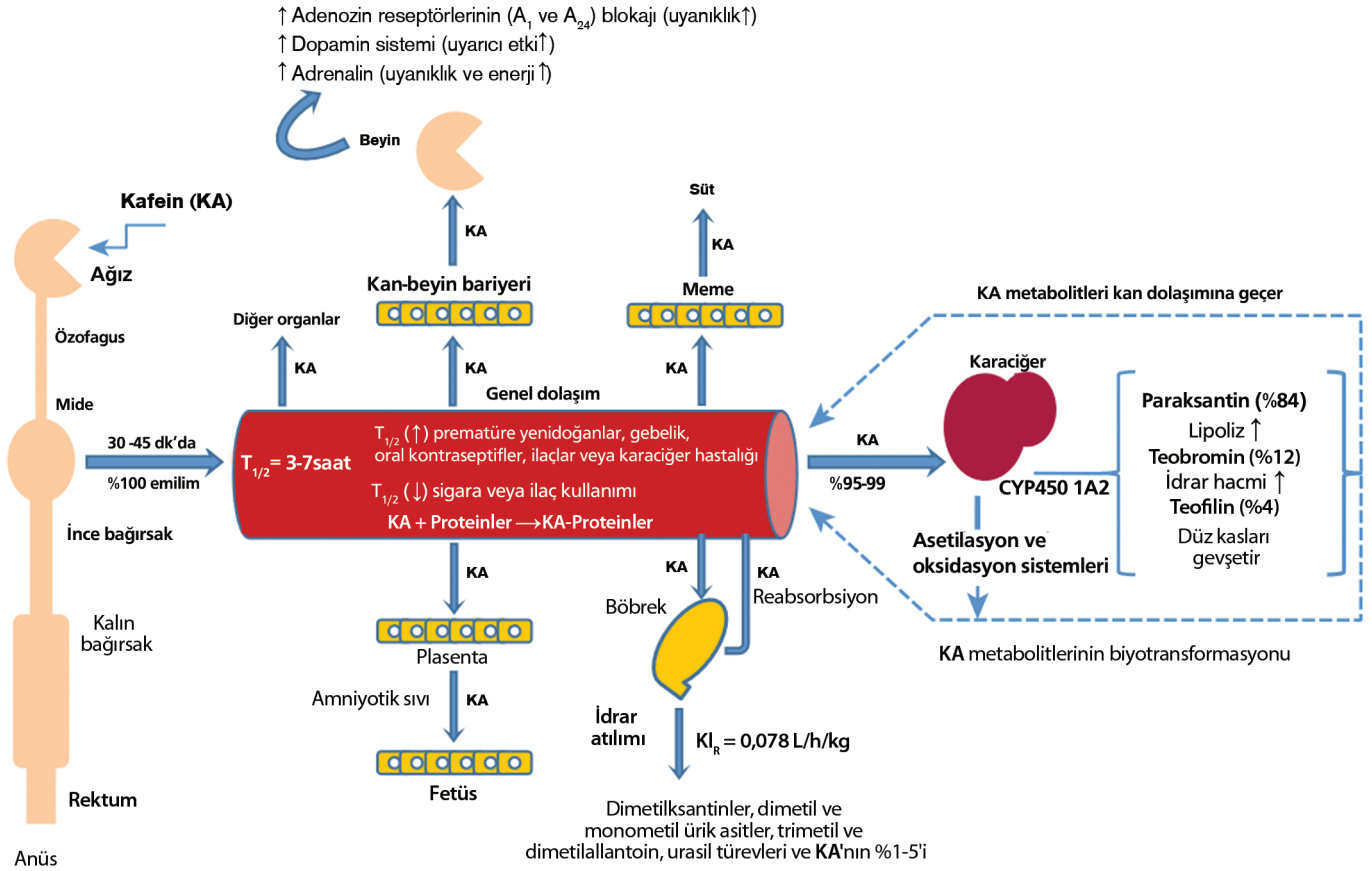 ↑ Adenozin reseptörlerinin (A1 ve A24) blokajı (uyanıklık↑)
↑ Dopamin sistemi (uyarıcı etki↑)
↑ Adrenalin (uyanıklık ve enerji ↑)
Beyin
Kafein (KA)
Ağız
Özofagus
Mide
30 -45 dk’da
%100 emilim
İnce bağırsak
Kalın
bağırsak
Rektum
Anüs
KA
Kan-beyin bariyeri
KA
Diğer organlar
KA
Süt
KA
Meme
KA
Genel dolaşım
T1/2 = 3-7saat
T1/2 (↑) prematüre yenidoğanlar, gebelik,
oral kontraseptifler, ilaçlar veya karaciğer hastalığı
T1/2 (↓) sigara veya ilaç kullanımı
KA + Proteinler → KA-Proteinler
KA
Plasenta
Amniyotik sıvı
KA
Fetüs
KA
KA
Reabsorbsiyon
Böbrek
İdrar
atılımı
KlR = 0,078 L/h/kg
Dimetilksantinler, dimetil ve
monometil ürik asitler, trimetil ve
dimetilallantoin, urasil türevleri ve KA'nın %1-5'i
KA metabolitleri kan dolaşımına geçer
KA
%95-99
Karaciğer
CYP450 1A2
Asetilasyon ve
oksidasyon sistemleri
Paraksantin (%84)
Lipoliz ↑
Teobromin (%12)
İdrar hacmi ↑
Teofilin (%4)
Düz kasları
gevşetir
KA metabolitlerinin biyotransformasyonu